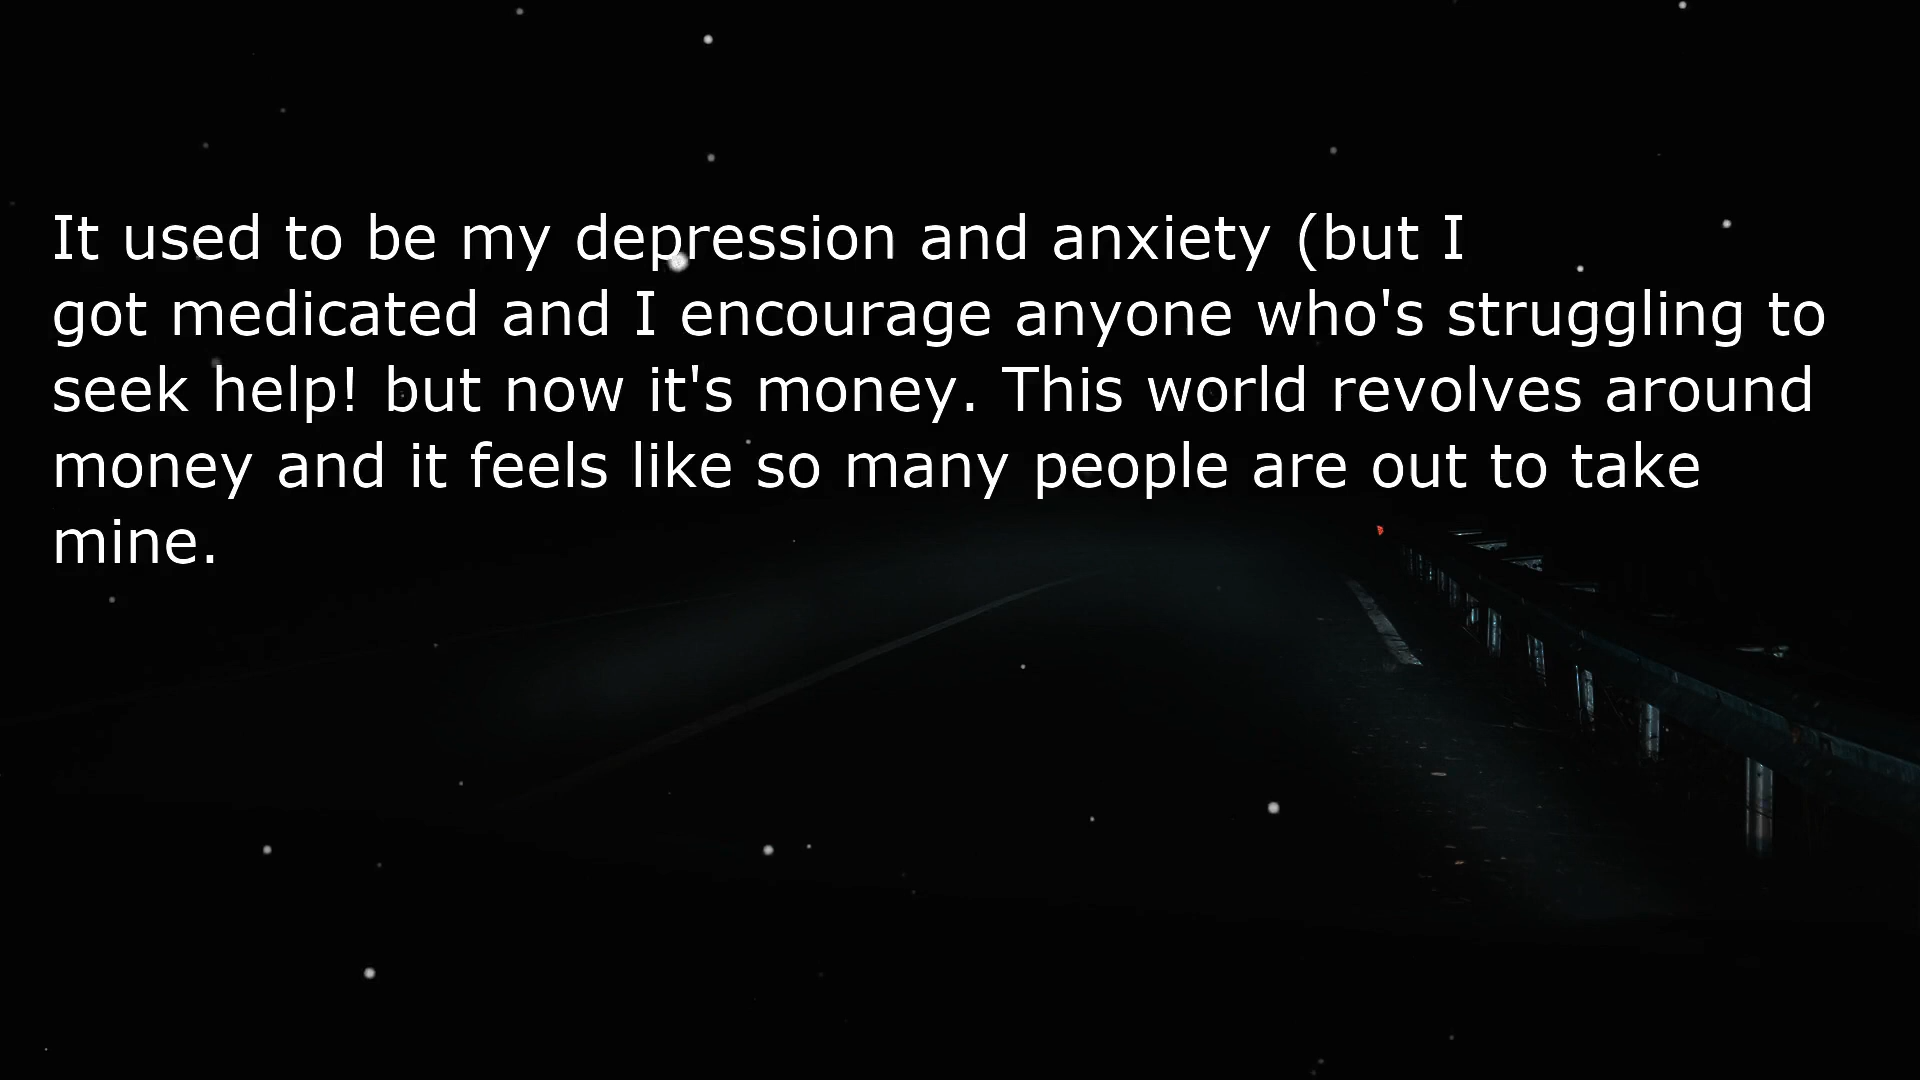 It used to be my depression and anxiety (but I
got medicated and I encourage anyone who's struggling to
seek help! but now it's money. This world revolves around
money and it feels like so many people are out to take
mine.